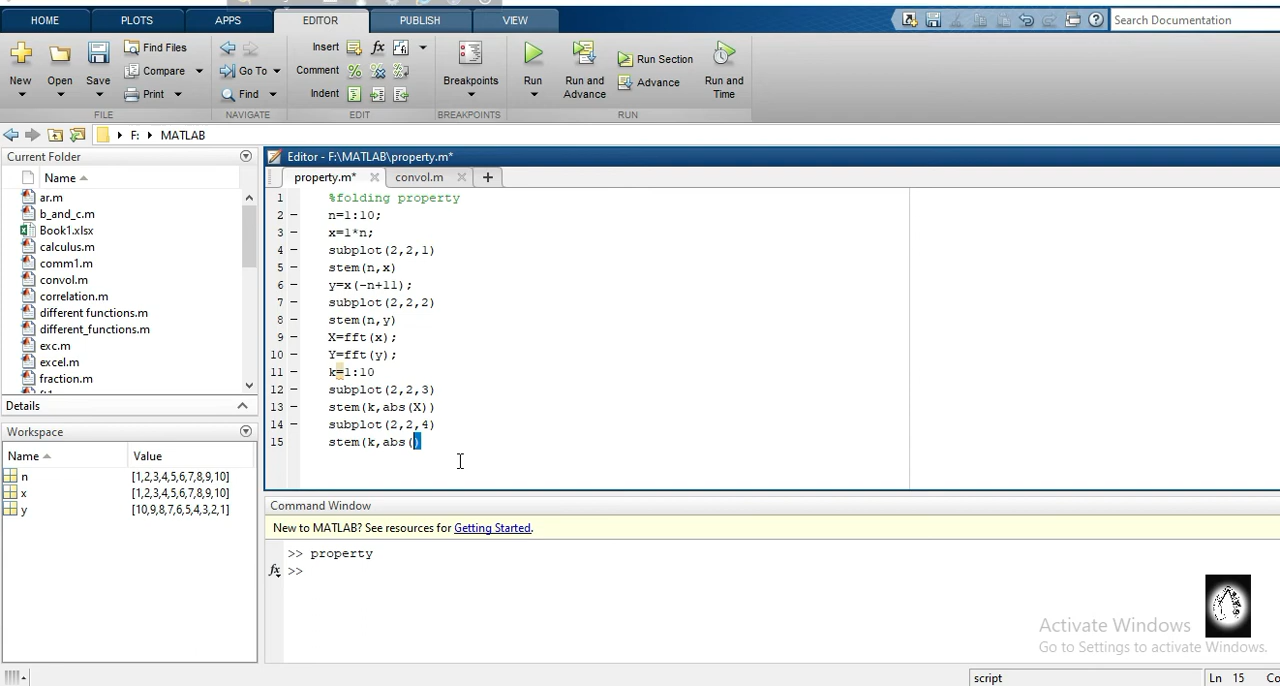 HOME PLOTS APPS EDITOR PUBLISH VIEW
Search Documentation
New Open Save Find Files Compare Print
Go To Find
Insert fx
Comment %
Indent
Breakpoints
Run Run and Advance Run Section Advance Run and Time
FILE NAVIGATE EDIT BREAKPOINTS RUN
F: MATLAB
Current Folder
Name
ar.m
b_and_c.m
Book1.xlsx
calculus.m
comm1.m
convol.m
correlation.m
different functions.m
different_functions.m
exc.m
excel.m
fraction.m
Details
Workspace
Name Value
n [1,2,3,4,5,6,7,8,9,10]
x [1,2,3,4,5,6,7,8,9,10]
y [10,9,8,7,6,5,4,3,2,1]
Editor - F:\MATLAB\property.m*
property.m* convol.m
1 %folding property
2 n=1:10;
3 x=1*n;
4 subplot(2,2,1)
5 stem(n,x)
6 y=x(-n+11);
7 subplot(2,2,2)
8 stem(n,y)
9 X=fft(x);
10 Y=fft(y);
11 k=1:10
12 subplot(2,2,3)
13 stem(k,abs(X))
14 subplot(2,2,4)
15 stem(k,abs()
Command Window
New to MATLAB? See resources for Getting Started.
>> property
fx >>
Activate Windows
Go to Settings to activate Windows.
script
Ln 15